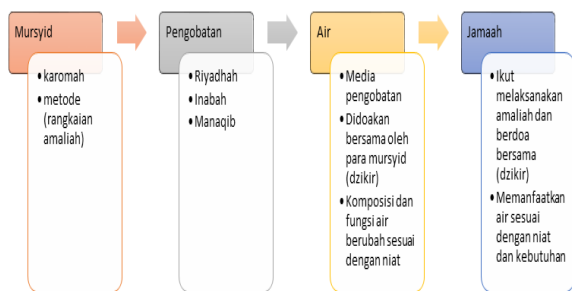 Mursyid
• karomah
• metode
(rangkaian
amaliah)
Pengobatan
• Riyadhah
• Inabah
• Manaqib
Air
• Media
pengobatan
• Didoakan
bersama oleh
para mursyid
(dzikir)
• Komposisi dan
fungsi air
berubah sesuai
dengan niat
Jamaah
• Ikut
melaksanakan
amaliah dan
berdoa
bersama
(dzikir)
• Memanfaatkan
air sesuai
dengan niat
dan kebutuhan